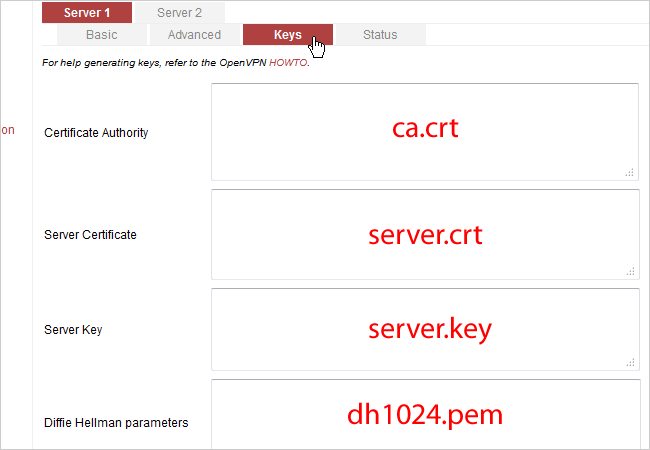 Server 1 Server 2
Basic Advanced Keys Status
For help generating keys, refer to the OpenVPN HOWTO.
on
Certificate Authority ca.crt
Server Certificate server.crt
Server Key server.key
Diffie Hellman parameters dh1024.pem